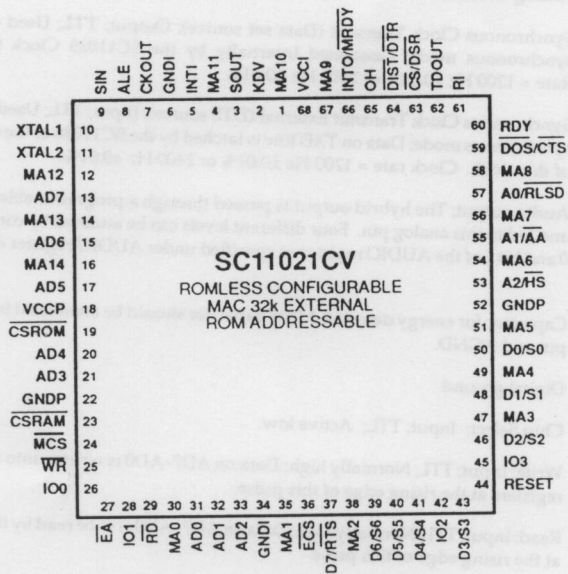 SIN ALE CKOUT GNDI INTI MA11 SOUT KDV MA10 VCCI MA9 OH DISL/DTR CS/DSR TDOUT RI
9 8 7 6 5 4 3 2 1 68 67 66 65 64 63 62 61
XTAL1 10
XTAL2 11
MA12 12
AD7 13
MA13 14
AD6 15
MA14 16
AD5 17
VCCP 18
CSROM 19
AD4 20
AD3 21
GNDP 22
CSRAM 23
MCS 24
WR 25
IO0 26
SC11021CV
ROMLESS CONFIGURABLE
MAC 32k EXTERNAL
ROM ADDRESSABLE
60 RDY
59 DOS/CTS
58 MA8
57 A0/RLSD
56 MA7
55 A1/AA
54 MA6
53 A2/HS
52 GNDP
51 MA5
50 D0/S0
49 MA4
48 D1/S1
47 MA3
46 D2/S2
45 IO3
44 RESET
27 28 29 30 31 32 33 34 35 36 37 38 39 40 41 42 43
EA IO1 RD MA0 AD0 AD1 AD2 GNDI MA1 CS D7/RTS MA2 D6/S6 D5/S5 D4/S4 IO2 D3/S3